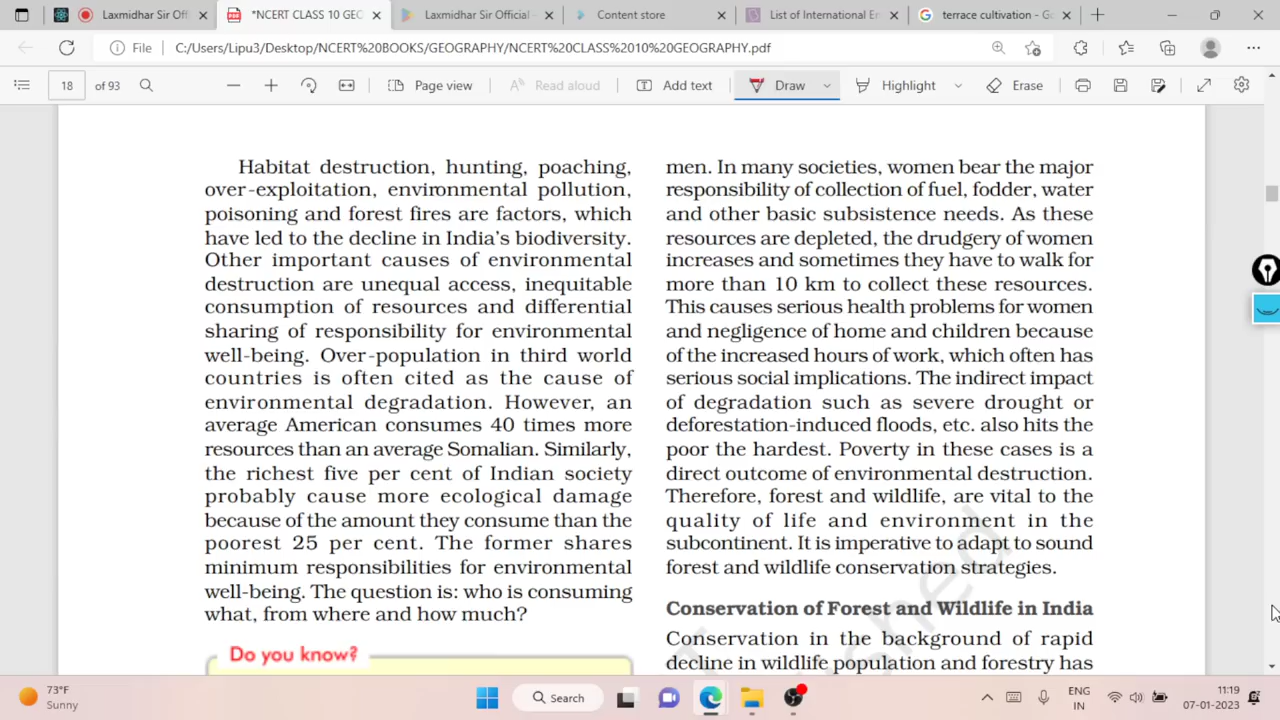 Laxmidhar Sir Off
*NCERT CLASS 10 GEO
Laxmidhar Sir Official -
Content store
List of International En
terrace cultivation - Go
File
C:/Users/Lipu3/Desktop/NCERT%20BOOKS/GEOGRAPHY/NCERT%20CLASS%2010%20GEOGRAPHY.pdf
18 of 93
Page view
Read aloud
Add text
Draw
Highlight
Erase
Habitat destruction, hunting, poaching,
over-exploitation, environmental pollution,
poisoning and forest fires are factors, which
have led to the decline in India's biodiversity.
Other important causes of environmental
destruction are unequal access, inequitable
consumption of resources and differential
sharing of responsibility for environmental
well-being. Over-population in third world
countries is often cited as the cause of
environmental degradation. However, an
average American consumes 40 times more
resources than an average Somalian. Similarly,
the richest five per cent of Indian society
probably cause more ecological damage
because of the amount they consume than the
poorest 25 per cent. The former shares
minimum responsibilities for environmental
well-being. The question is: who is consuming
what, from where and how much?
Do you know?
men. In many societies, women bear the major
responsibility of collection of fuel, fodder, water
and other basic subsistence needs. As these
resources are depleted, the drudgery of women
increases and sometimes they have to walk for
more than 10 km to collect these resources.
This causes serious health problems for women
and negligence of home and children because
of the increased hours of work, which often has
serious social implications. The indirect impact
of degradation such as severe drought or
deforestation-induced floods, etc. also hits the
poor the hardest. Poverty in these cases is a
direct outcome of environmental destruction.
Therefore, forest and wildlife, are vital to the
quality of life and environment in the
subcontinent. It is imperative to adapt to sound
forest and wildlife conservation strategies.
Conservation of Forest and Wildlife in India
Conservation in the background of rapid
decline in wildlife population and forestry has
73°F
Sunny
Search
ENG
IN
11:19
07-01-2023